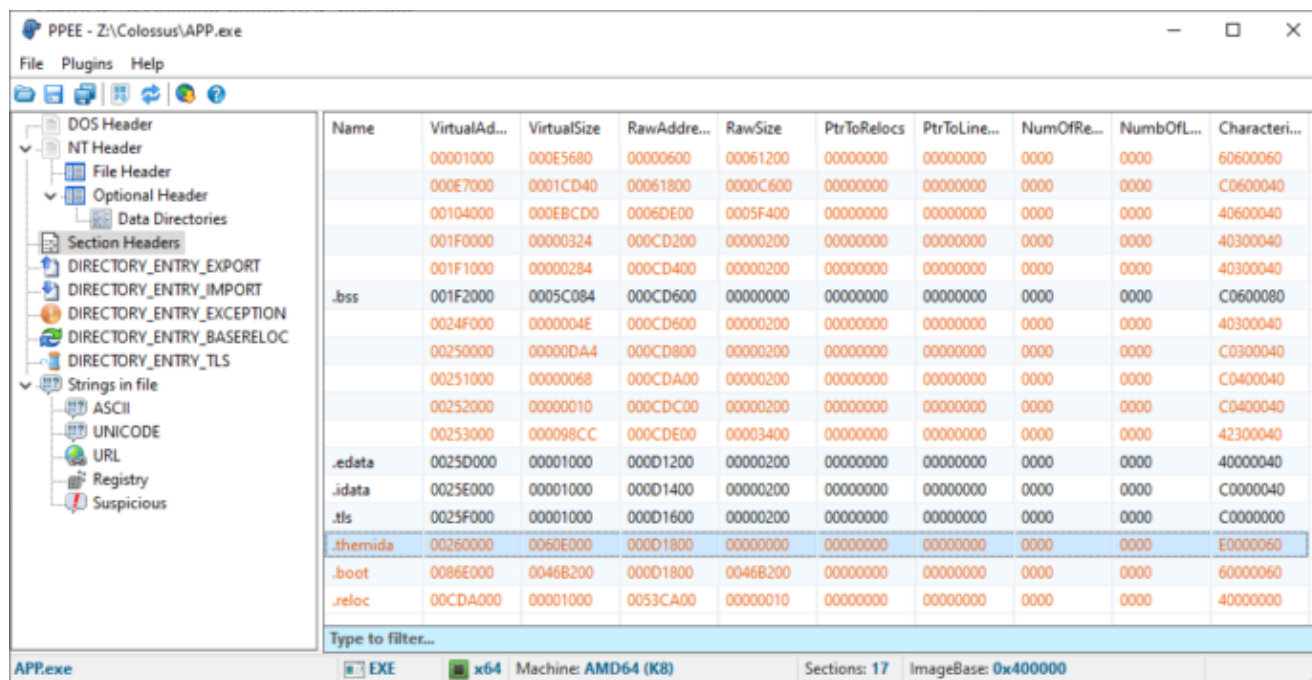 PPEE - Z:\Colossus\APP.exe
File Plugins Help
DOS Header
NT Header
File Header
Optional Header
Data Directories
Section Headers
DIRECTORY_ENTRY_EXPORT
DIRECTORY_ENTRY_IMPORT
DIRECTORY_ENTRY_EXCEPTION
DIRECTORY_ENTRY_BASERELOC
DIRECTORY_ENTRY_TLS
Strings in file
ASCII
UNICODE
URL
Registry
Suspicious
Name VirtualAd... VirtualSize RawAddre... RawSize PtrToRelocs PtrToLine... NumOfRe... NumbOfL... Characteri...
00001000 000E5680 00000600 00061200 00000000 00000000 0000 0000 60600060
000E7000 0001CD40 00061800 0000C600 00000000 00000000 0000 0000 C0600040
00104000 000EBCD0 0006DE00 0005F400 00000000 00000000 0000 0000 40600040
001F0000 00000324 000CD200 00000200 00000000 00000000 0000 0000 40300040
001F1000 00000284 000CD400 00000200 00000000 00000000 0000 0000 40300040
.bss 001F2000 0005C084 000CD600 00000000 00000000 00000000 0000 0000 C0600080
0024F000 0000004E 000CD600 00000200 00000000 00000000 0000 0000 40300040
00250000 00000DA4 000CD800 00000200 00000000 00000000 0000 0000 C0300040
00251000 00000068 000CDA00 00000200 00000000 00000000 0000 0000 C0400040
00252000 00000010 000CDC00 00000200 00000000 00000000 0000 0000 C0400040
00253000 000098CC 000CDE00 00003400 00000000 00000000 0000 0000 42300040
.edata 0025D000 00001000 000D1200 00000200 00000000 00000000 0000 0000 40000040
.idata 0025E000 00001000 000D1400 00000200 00000000 00000000 0000 0000 C0000040
.tls 0025F000 00001000 000D1600 00000200 00000000 00000000 0000 0000 C0000000
.themida 00260000 0060E000 000D1800 00000000 00000000 00000000 0000 0000 E0000060
.boot 0086E000 0046B200 000D1800 0046B200 00000000 00000000 0000 0000 60000060
.reloc 00CDA000 00001000 0053CA00 00000010 00000000 00000000 0000 0000 40000000
Type to filter...
APP.exe EXE x64 Machine: AMD64 (K8) Sections: 17 ImageBase: 0x400000